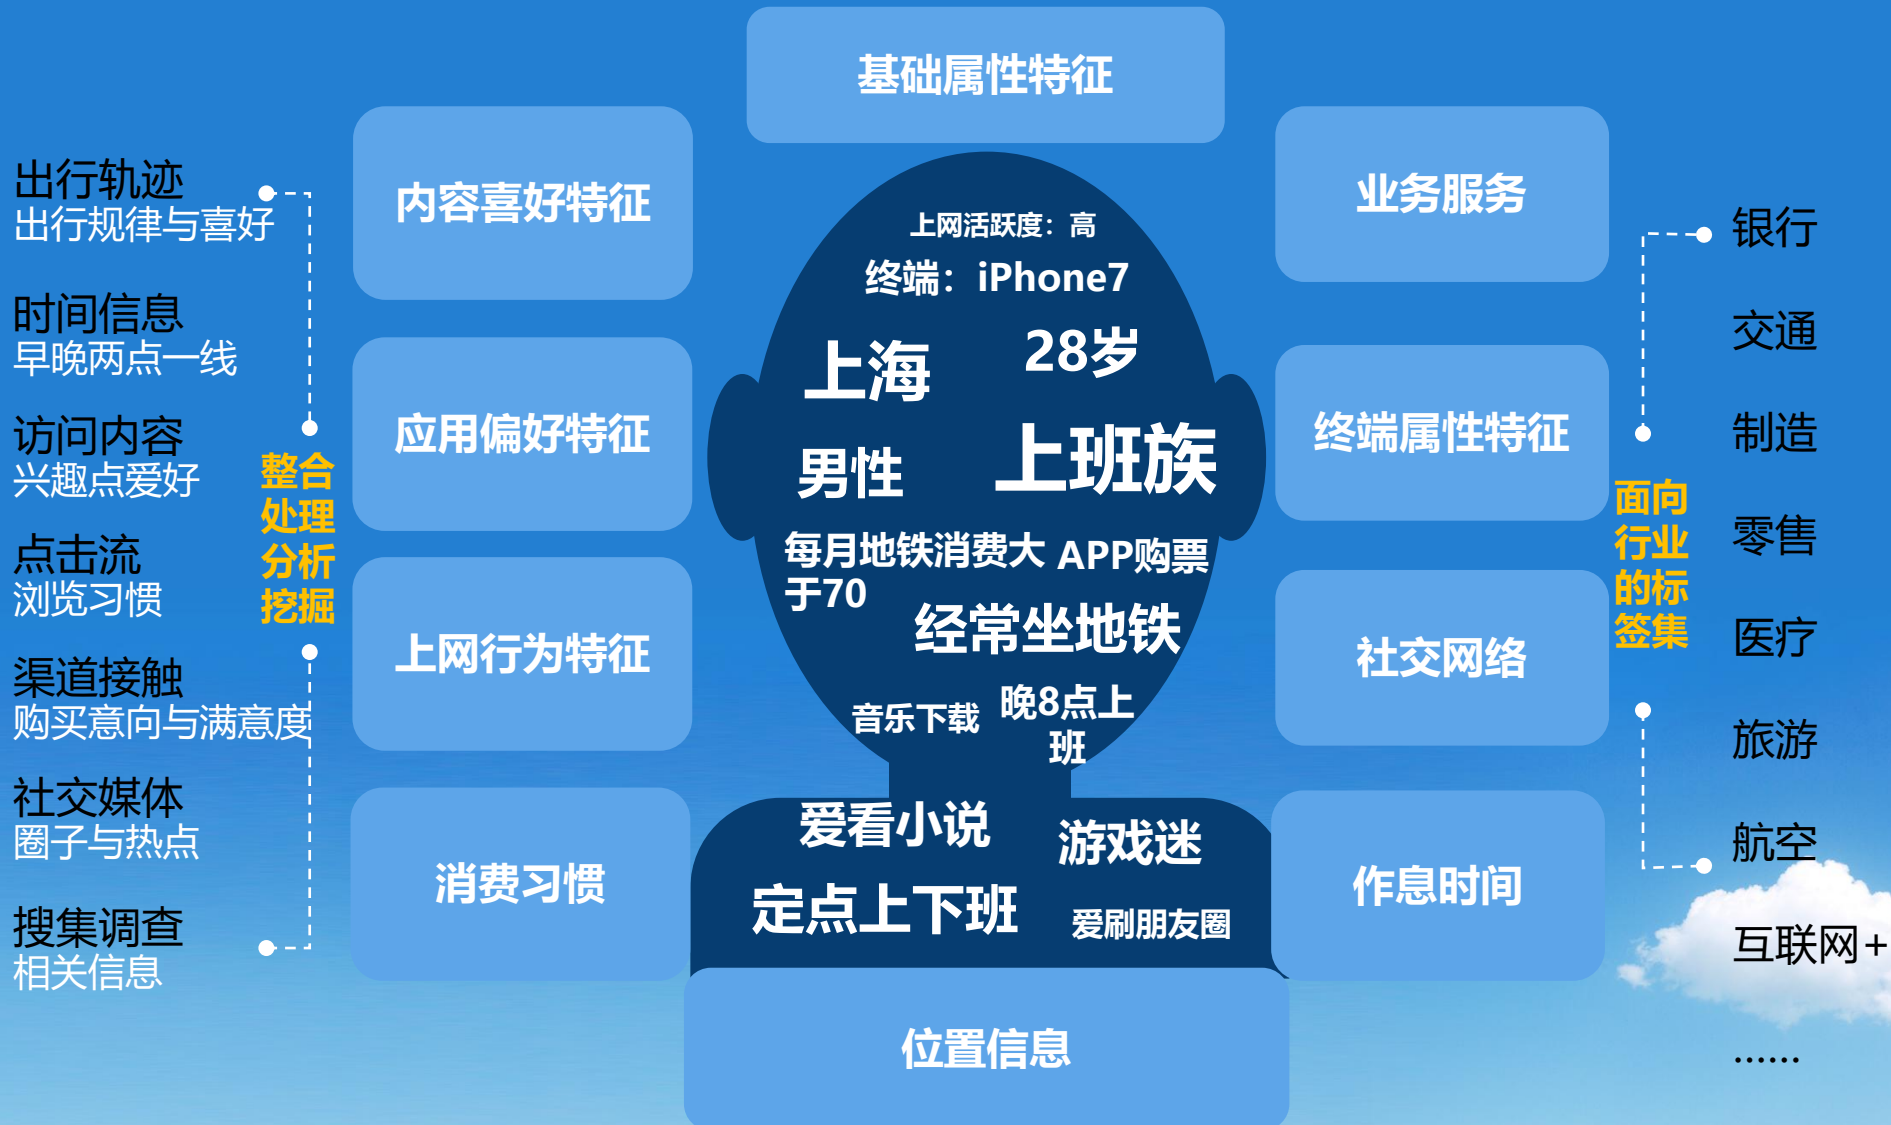 基础属性特征
出行轨迹
出行规律与喜好
时间信息
早晚两点一线
访问内容
兴趣点爱好
点击流
浏览习惯
渠道接触
购买意向与满意度
社交媒体
圈子与热点
搜集调查
相关信息
整合
处理
分析
挖掘
内容喜好特征
应用偏好特征
上网行为特征
消费习惯
上网活跃度：高
终端：iPhone7
上海
28岁
男性
上班族
每月地铁消费大
于70
APP购票
经常坐地铁
音乐下载
晚8点上
班
爱看小说
游戏迷
定点上下班
爱刷朋友圈
位置信息
业务服务
终端属性特征
社交网络
作息时间
面向
行业
的标
签集
银行
交通
制造
零售
医疗
旅游
航空
互联网+
......